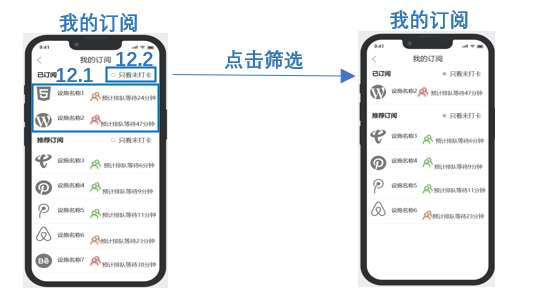 我的订阅
9:41
我的订阅
12.2
12.1
已订阅
只看未打卡
设施名称1
预计排队等待24分钟
设施名称2
预计排队等待47分钟
推荐订阅
只看未打卡
设施名称3
预计排队等待6分钟
设施名称4
预计排队等待9分钟
设施名称5
预计排队等待11分钟
设施名称6
预计排队等待23分钟
设施名称7
预计排队等待38分钟
Bē
点击筛选
我的订阅
9:41
我的订阅
已订阅
只看未打卡
设施名称2
预计排队等待47分钟
推荐订阅
只看未打卡
设施名称3
预计排队等待6分钟
设施名称4
预计排队等待9分钟
设施名称5
预计排队等待11分钟
设施名称6
预计排队等待23分钟